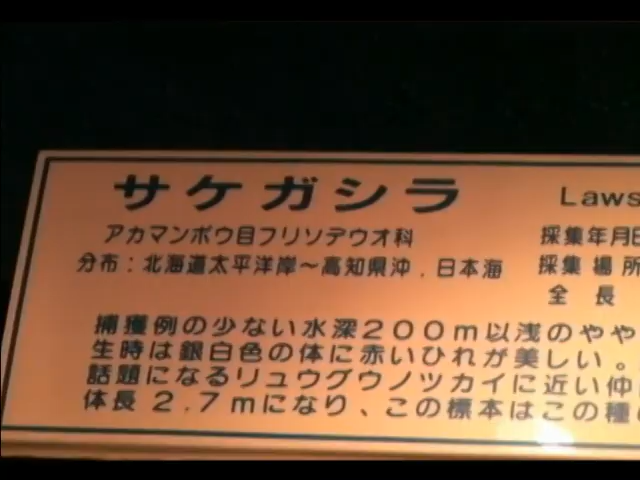 サケガシラ Laws
アカマンボウ目フリソデウオ科 採集年月日
分布：北海道太平洋岸～高知県沖．日本海 採集場所
全長
捕獲例の少ない水深200m以浅のやや
生時は銀白色の体に赤いひれが美しい。
話題になるリュウグウノツカイに近い仲
体長2.7mになり、この標本はこの種